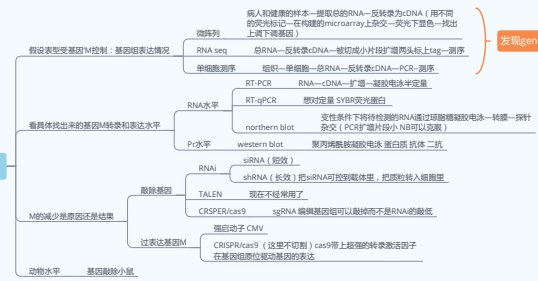 病人和健康的样本—提取总的RNA—反转录为cDNA（用不同
的荧光标记—在构建的microarray上杂交—荧光下显色—找出
上调下调基因）
微阵列
发现gen
假设表型受基因M控制：基因组表达情况
RNA seq
总RNA—反转录cDNA—被切成小片段扩增两头标上tag—测序
单细胞测序
组织—单细胞—总RNA—反转录cDNA—PCR--测序
RT-PCR
RNA—cDNA—扩增—凝胶电泳半定量
RNA水平
RT-qPCR
想对定量 SYBR荧光蛋白
变性条件下将待检测的RNA通过琼脂糖凝胶电泳—转膜—探针
northern blot
杂交（PCR扩增片段小 NB可以克服）
看具体找出来的基因M转录和表达水平
Pr水平
western blot
聚丙烯酰胺凝胶电泳 蛋白质 抗体 二抗
siRNA（短效）
RNAi
shRNA（长效）把siRNA可控到载体里，把质粒转入细胞里
敲除基因
TALEN
现在不经常用了
CRSPER/cas9
sgRNA 编辑基因组可以敲掉而不是RNAi的敲低
M的减少是原因还是结果
强启动子 CMV
过表达基因M
CRISPR/cas9 （这里不切割）cas9带上超强的转录激活因子
在基因组原位驱动基因的表达
动物水平
基因敲除小鼠